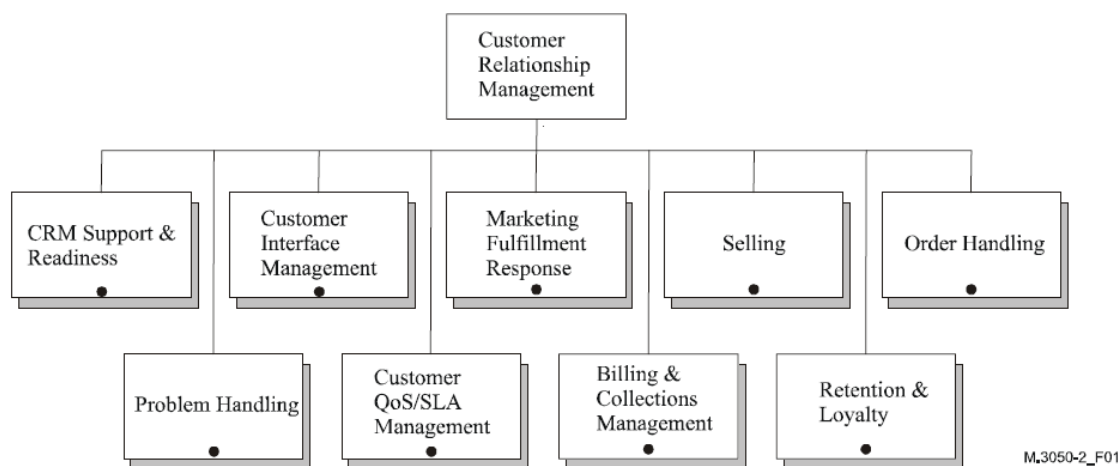 Customer
Relationship
Management
CRM Support &
Readiness
Customer
Interface
Management
Marketing
Fulfillment
Response
Selling
Order Handling
Problem Handling
Customer
QoS/SLA
Management
Billing &
Collections
Management
Retention &
Loyalty
M.3050-2_F01